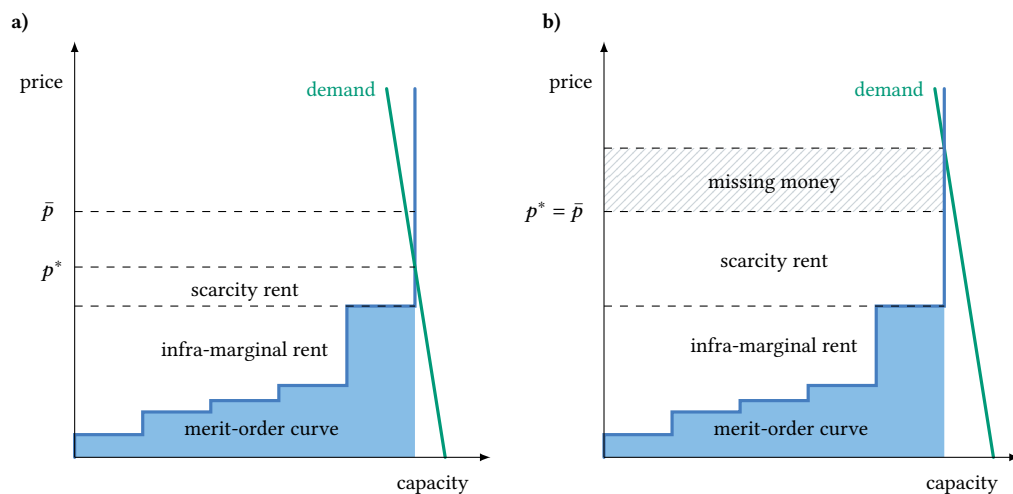 a)
price
demand
p̄
p*
scarcity rent
infra-marginal rent
merit-order curve
capacity
b)
demand
missing money
p* = p̄
scarcity rent
infra-marginal rent
merit-order curve
capacity